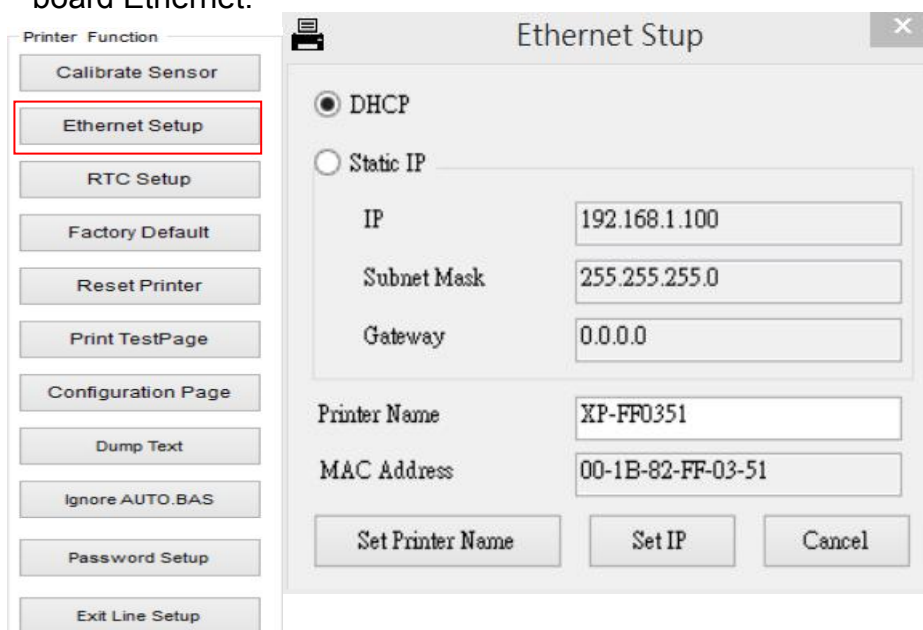 board Ethernet.
Printer Function
Calibrate Sensor
Ethernet Setup
RTC Setup
Factory Default
Reset Printer
Print TestPage
Configuration Page
Dump Text
Ignore AUTO.BAS
Password Setup
Exit Line Setup
Ethernet Stup
DHCP
Static IP
IP 192.168.1.100
Subnet Mask 255.255.255.0
Gateway 0.0.0.0
Printer Name XP-FF0351
MAC Address 00-1B-82-FF-03-51
Set Printer Name Set IP Cancel